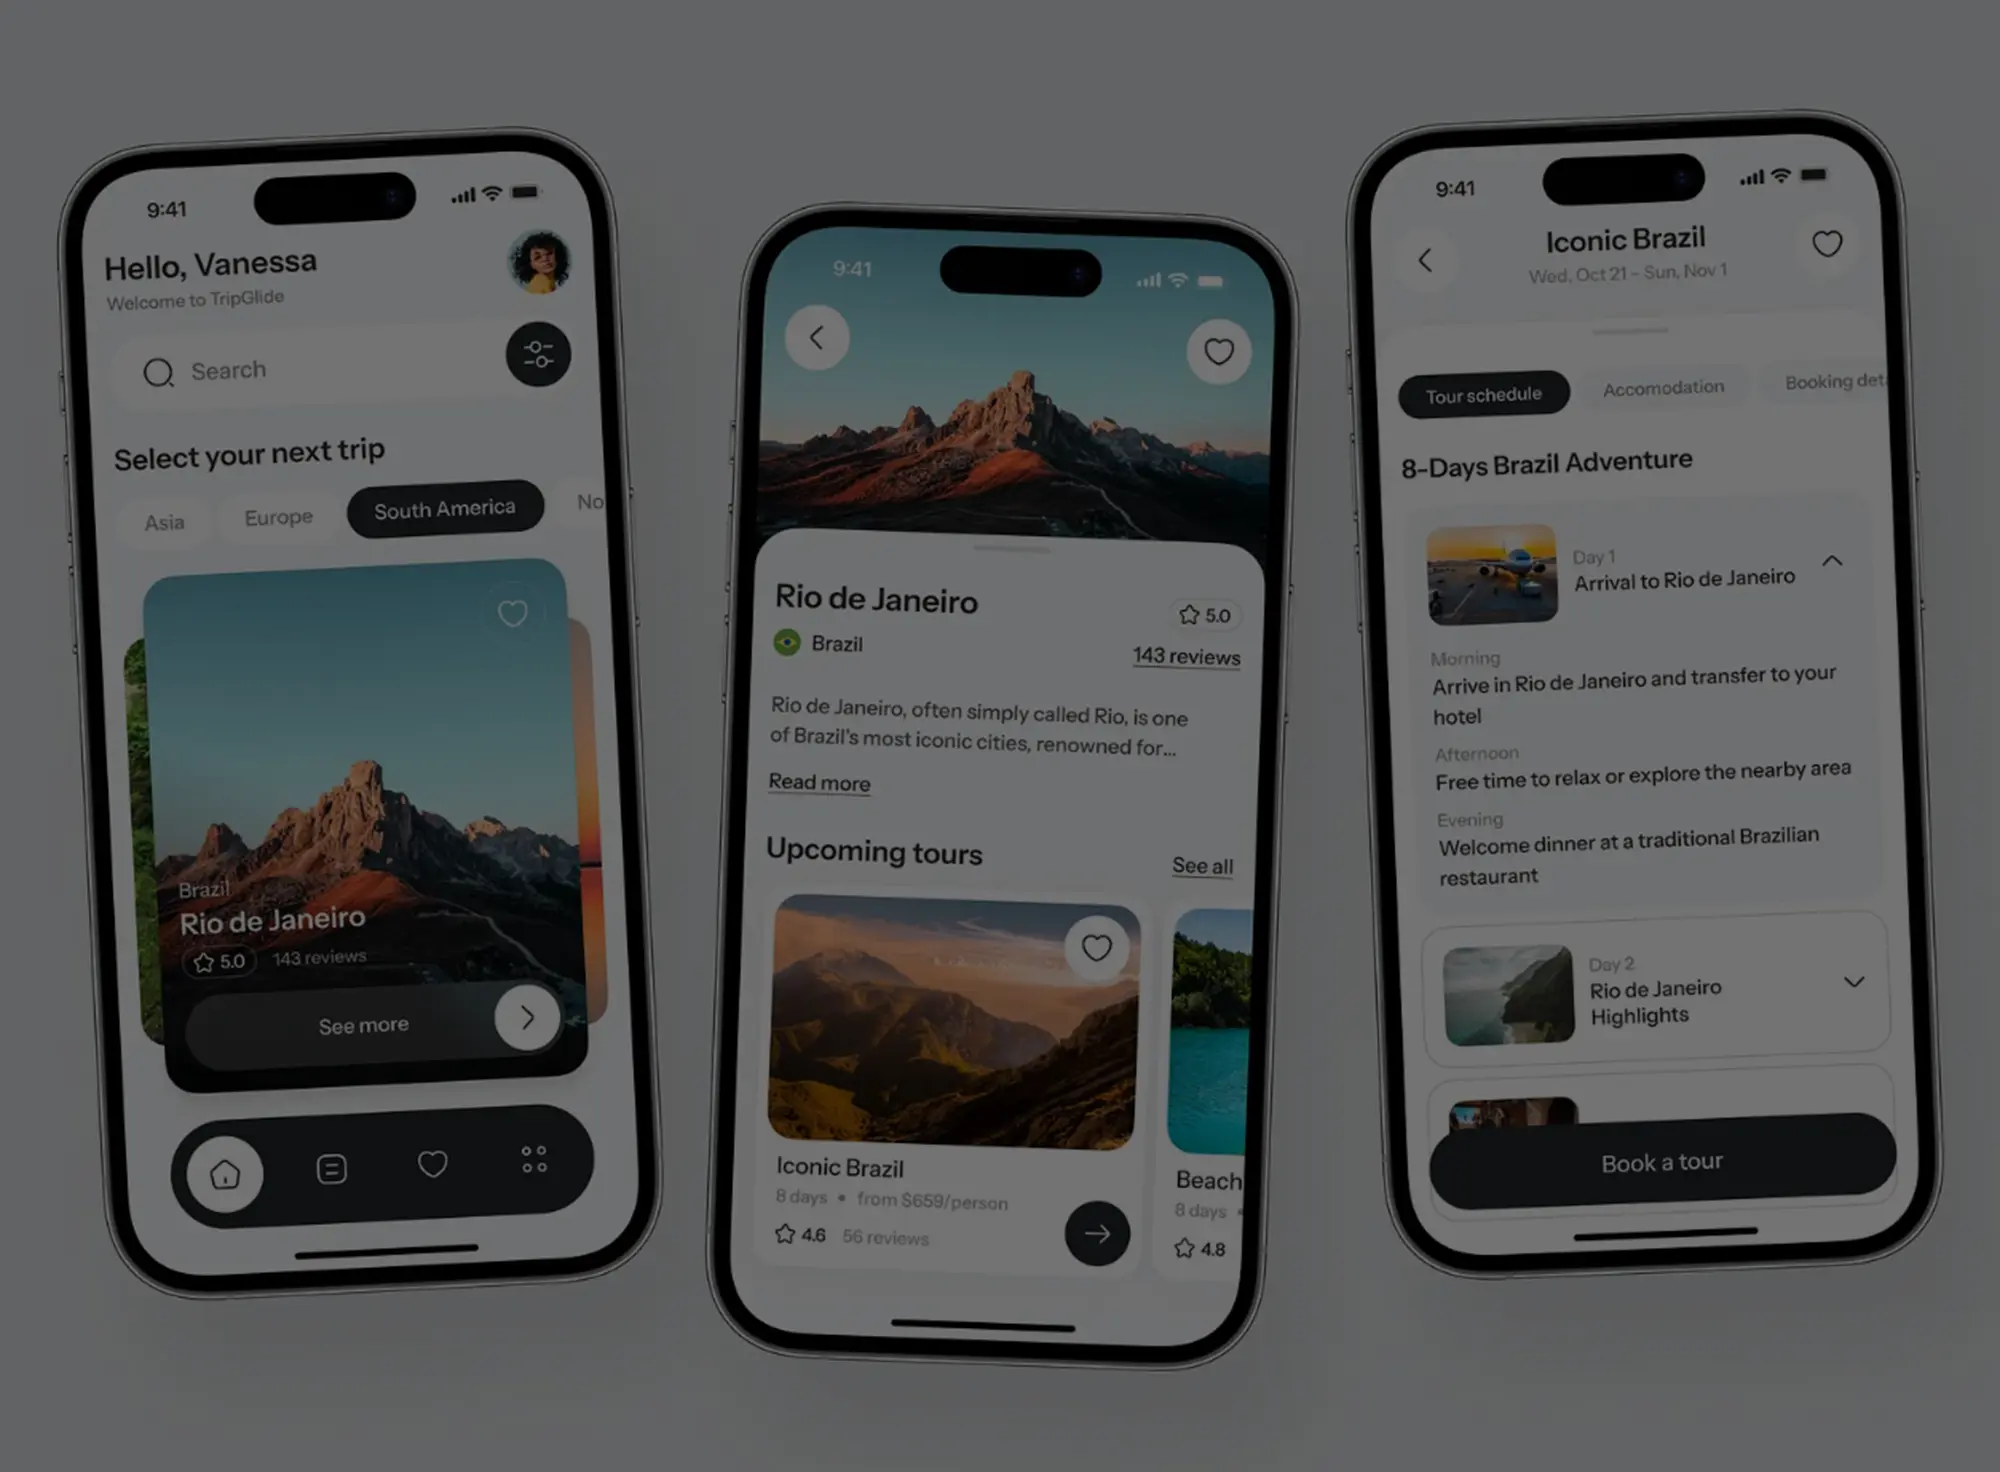 9:41
Hello, Vanessa
Welcome to TripGlide
Search
Select your next trip
Asia
Europe
South America
No
Brazil
Rio de Janeiro
5.0
143 reviews
See more
9:41
Rio de Janeiro
5.0
Brazil
143 reviews
Rio de Janeiro, often simply called Rio, is one
of Brazil's most iconic cities, renowned for...
Read more
Upcoming tours
See all
Iconic Brazil
8 days • from $659/person
4.6
56 reviews
Beach
8 days •
4.8
9:41
Iconic Brazil
Wed, Oct 21 – Sun, Nov 1
Tour schedule
Accomodation
Booking det
8-Days Brazil Adventure
Day 1
Arrival to Rio de Janeiro
Morning
Arrive in Rio de Janeiro and transfer to your
hotel
Afternoon
Free time to relax or explore the nearby area
Evening
Welcome dinner at a traditional Brazilian
restaurant
Day 2
Rio de Janeiro
Highlights
Book a tour